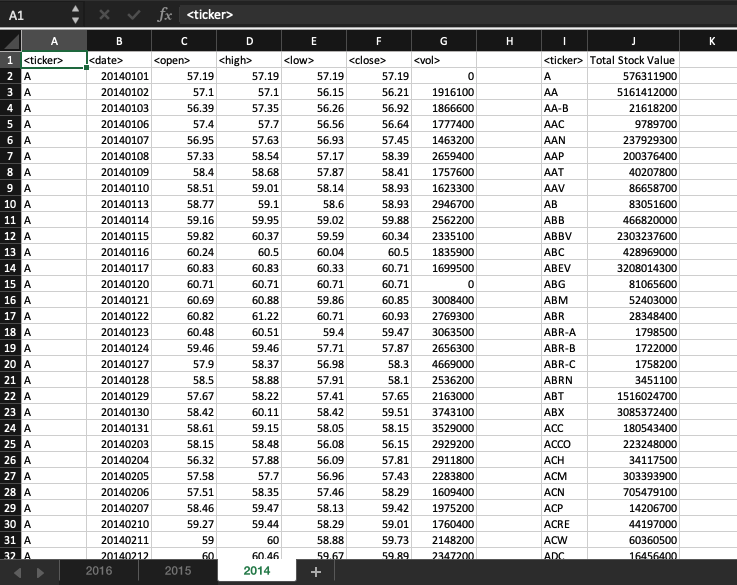 A1 fx <ticker>
A B C D E F G H I J K
1 <ticker> <date> <open> <high> <low> <close> <vol> <ticker> Total Stock Value
2 A 20140101 57.19 57.19 57.19 57.19 0 A 576311900
3 A 20140102 57.1 57.1 56.15 56.21 1916100 AA 5161412000
4 A 20140103 56.39 57.35 56.26 56.92 1866600 AA-B 21618200
5 A 20140106 57.4 57.7 56.56 56.64 1777400 AAC 9789700
6 A 20140107 56.95 57.63 56.93 57.45 1463200 AAN 237929300
7 A 20140108 57.33 58.54 57.17 58.39 2659400 AAP 200376400
8 A 20140109 58.4 58.68 57.87 58.41 1757600 AAT 40207800
9 A 20140110 58.51 59.01 58.14 58.93 1623300 AAV 86658700
10 A 20140113 58.77 59.1 58.6 58.93 2946700 AB 83051600
11 A 20140114 59.16 59.95 59.02 59.88 2562200 ABB 466820000
12 A 20140115 59.82 60.37 59.59 60.34 2335100 ABBV 2303237600
13 A 20140116 60.24 60.5 60.04 60.5 1835900 ABC 428969000
14 A 20140117 60.83 60.83 60.33 60.71 1699500 ABEV 3208014300
15 A 20140120 60.71 60.71 60.71 60.71 0 ABG 81065600
16 A 20140121 60.69 60.88 59.86 60.85 3008400 ABM 52403000
17 A 20140122 60.82 61.22 60.71 60.93 2769300 ABR 28348400
18 A 20140123 60.48 60.51 59.4 59.47 3063500 ABR-A 1798500
19 A 20140124 59.46 59.46 57.71 57.87 2656300 ABR-B 1722000
20 A 20140127 57.9 58.37 56.98 58.3 4669000 ABR-C 1758200
21 A 20140128 58.5 58.88 57.91 58.1 2536200 ABRN 3451100
22 A 20140129 57.67 58.22 57.41 57.65 2163000 ABT 1516024700
23 A 20140130 58.42 60.11 58.42 59.51 3743100 ABX 3085372400
24 A 20140131 58.61 59.15 58.05 58.15 3529000 ACC 180543400
25 A 20140203 58.15 58.48 56.08 56.15 2929200 ACCO 223248000
26 A 20140204 56.32 57.88 56.09 57.81 2911800 ACH 34117500
27 A 20140205 57.58 57.7 56.96 57.43 2283800 ACM 303393900
28 A 20140206 57.51 58.35 57.46 58.29 1609400 ACN 705479100
29 A 20140207 58.46 59.47 58.13 59.42 1975200 ACP 14206700
30 A 20140210 59.27 59.44 58.29 59.01 1760400 ACRE 44197000
31 A 20140211 59 60 58.88 59.73 2148200 ACW 60360500
32 A 20140212 60 60.46 59.67 59.89 2347200 ADC 16456400
2016 2015 2014 +